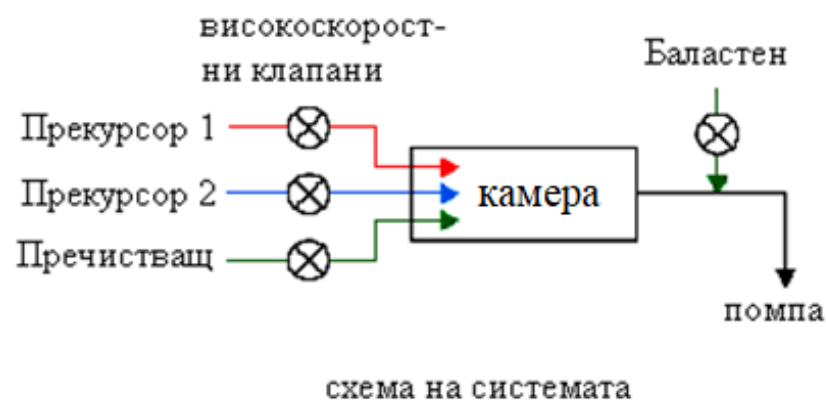 високоскорост-
ни клапани
Баластен
Прекурсор 1
Прекурсор 2
камера
Пречистващ
помпа
схема на системата